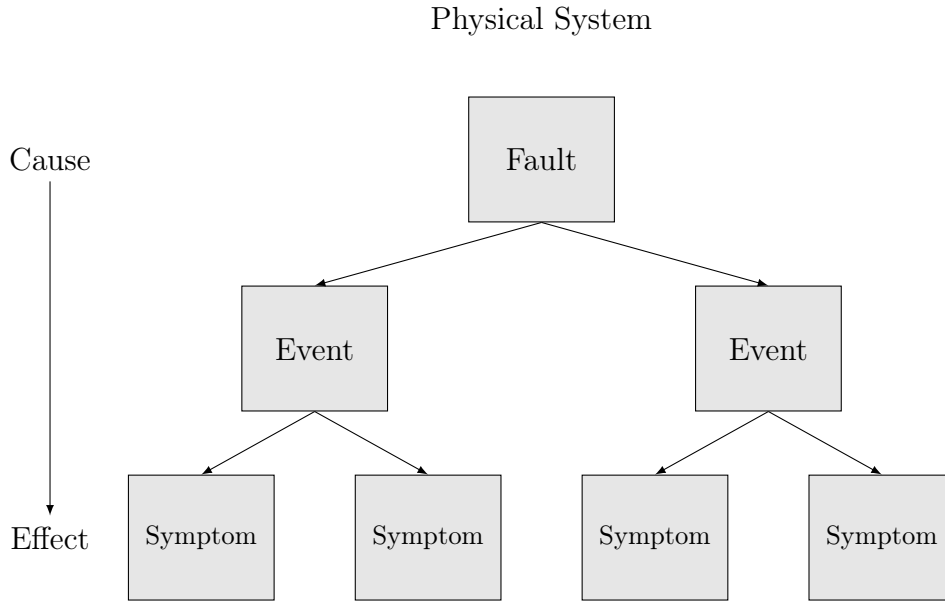 Physical System
Cause
Fault
Event
Event
Effect
Symptom
Symptom
Symptom
Symptom